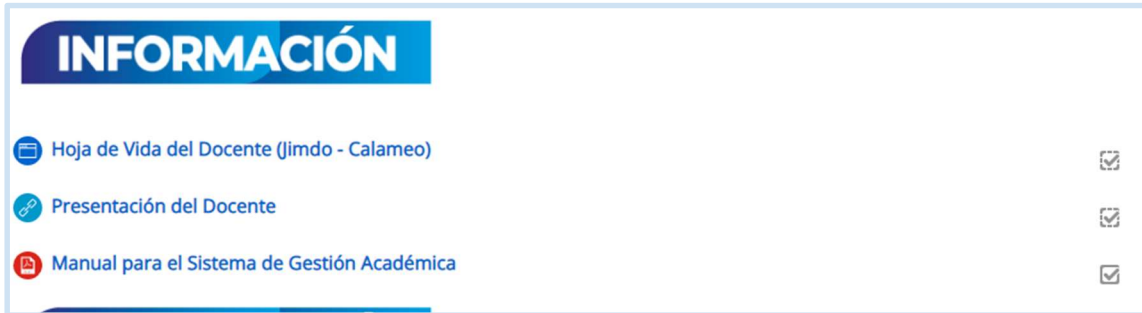 INFORMACIÓN
Hoja de Vida del Docente (Jimdo - Calameo)
Presentación del Docente
Manual para el Sistema de Gestión Académica